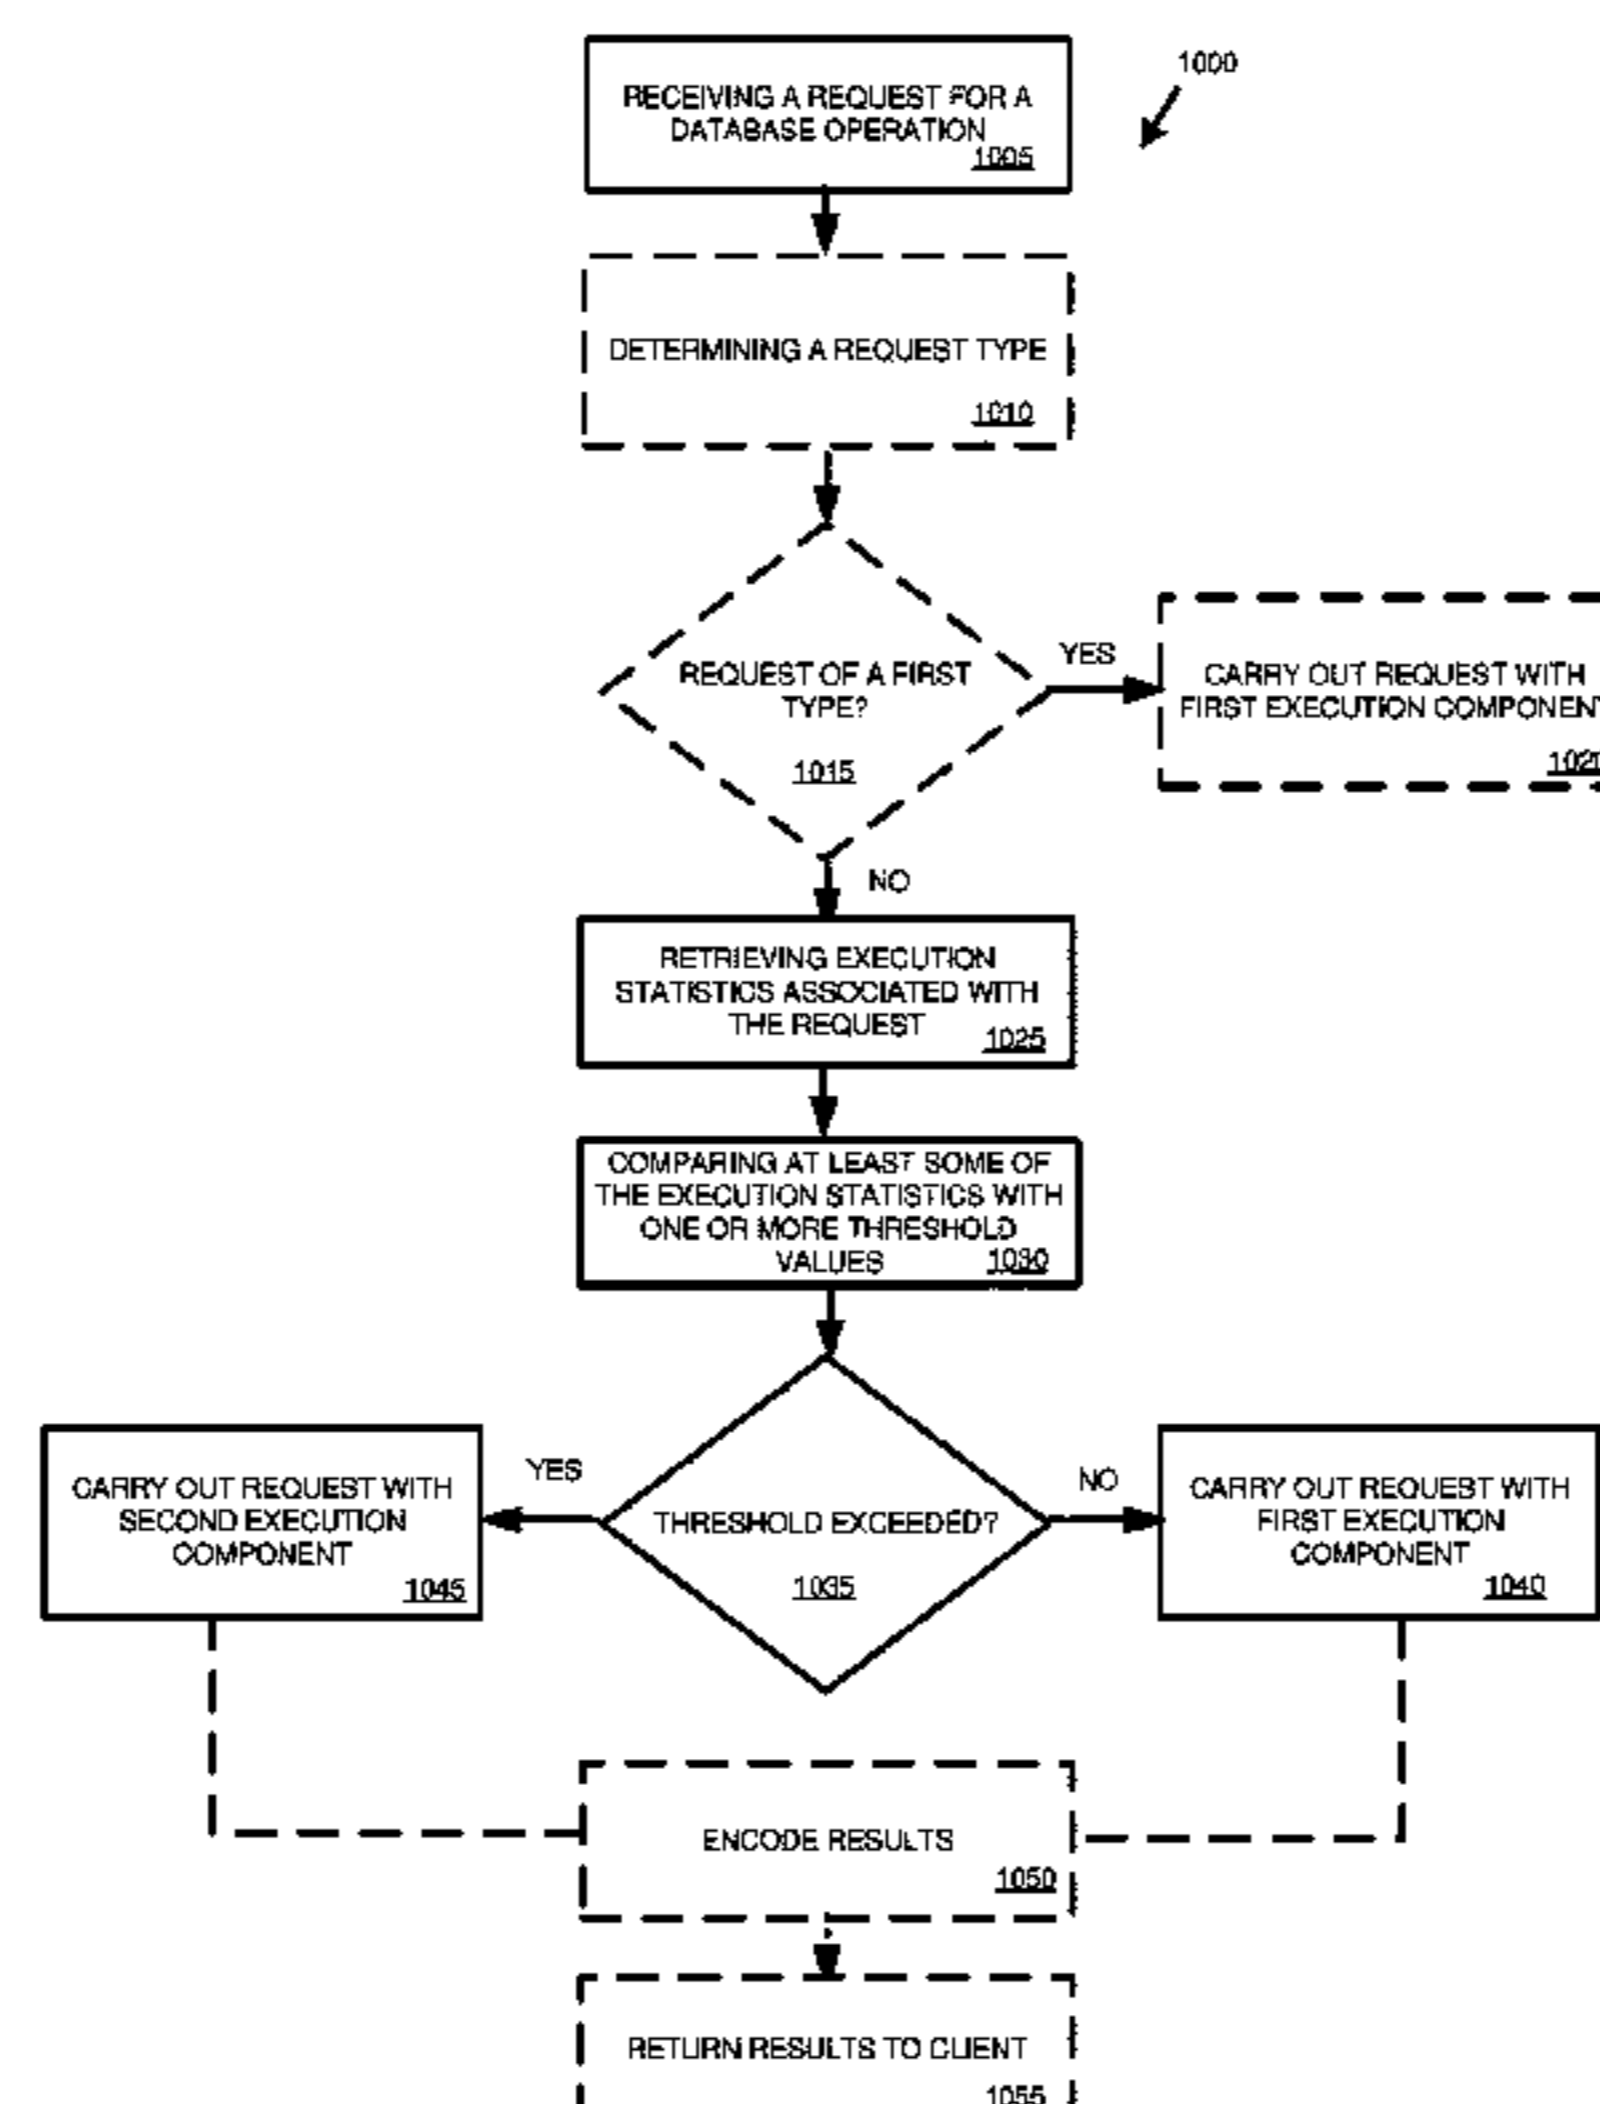 1000
RECEIVING A REQUEST FOR A
DATABASE OPERATION
1005
DETERMINING A REQUEST TYPE
1010
REQUEST OF A FIRST
TYPE?
1015
YES
CARRY OUT REQUEST WITH
FIRST EXECUTION COMPONENT
1020
NO
RETRIEVING EXECUTION
STATISTICS ASSOCIATED WITH
THE REQUEST
1025
COMPARING AT LEAST SOME OF
THE EXECUTION STATISTICS WITH
ONE OR MORE THRESHOLD
VALUES
1030
THRESHOLD EXCEEDED?
1035
YES
CARRY OUT REQUEST WITH
SECOND EXECUTION
COMPONENT
1045
NO
CARRY OUT REQUEST WITH
FIRST EXECUTION
COMPONENT
1040
ENCODE RESULTS
1050
RETURN RESULTS TO CLIENT
1055